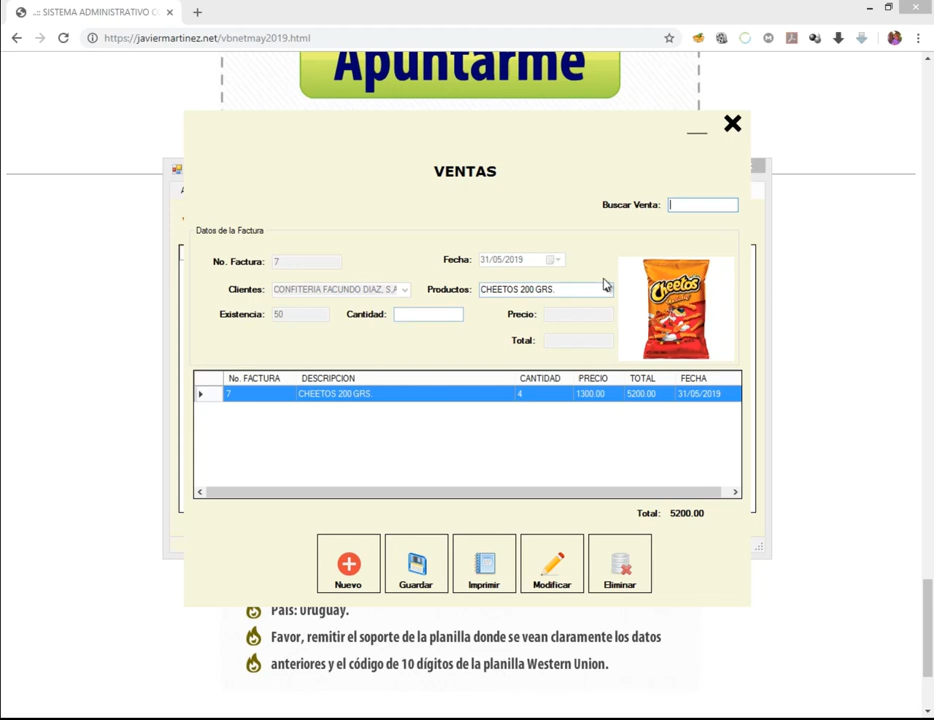 ..:: SISTEMA ADMINISTRATIVO CO
https://javiermartinez.net/vbnetmay2019.html
Apuntarme
VENTAS
Buscar Venta:
Datos de la Factura
No. Factura: 7 Fecha: 31/05/2019
Clientes: CONFITERIA FACUNDO DIAZ, S.A Productos: CHEETOS 200 GRS.
Existencia: 50 Cantidad: Precio:
Total:
Cheetos
No. FACTURA DESCRIPCION CANTIDAD PRECIO TOTAL FECHA
7 CHEETOS 200 GRS. 4 1300.00 5200.00 31/05/2019
Total: 5200.00
Nuevo Guardar Imprimir Modificar Eliminar
País: Uruguay.
Favor, remitir el soporte de la planilla donde se vean claramente los datos
anteriores y el código de 10 dígitos de la planilla Western Union.